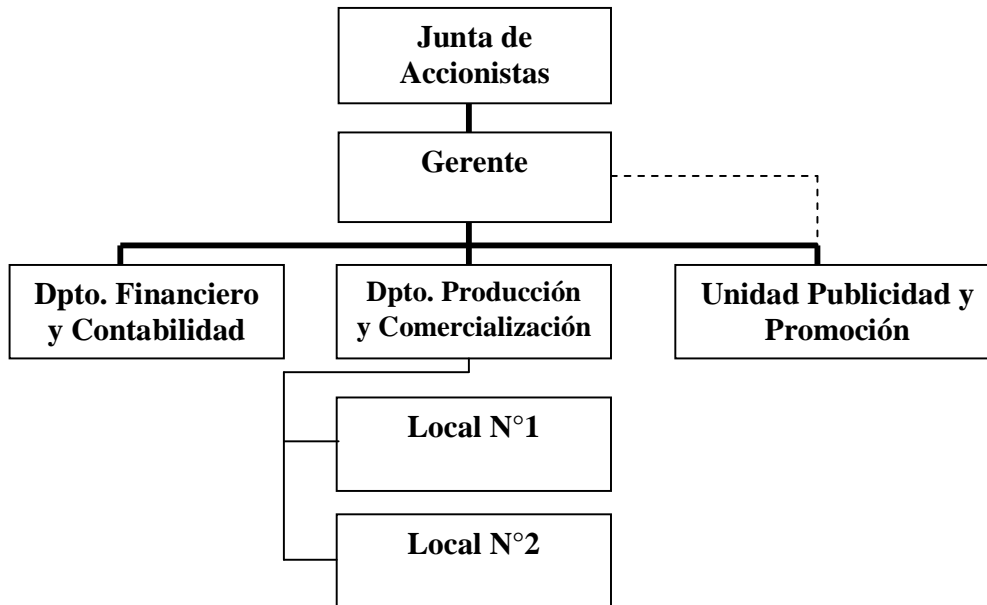 Junta de
Accionistas
Gerente
Dpto. Financiero
y Contabilidad
Dpto. Producción
y Comercialización
Unidad Publicidad y
Promoción
Local N°1
Local N°2